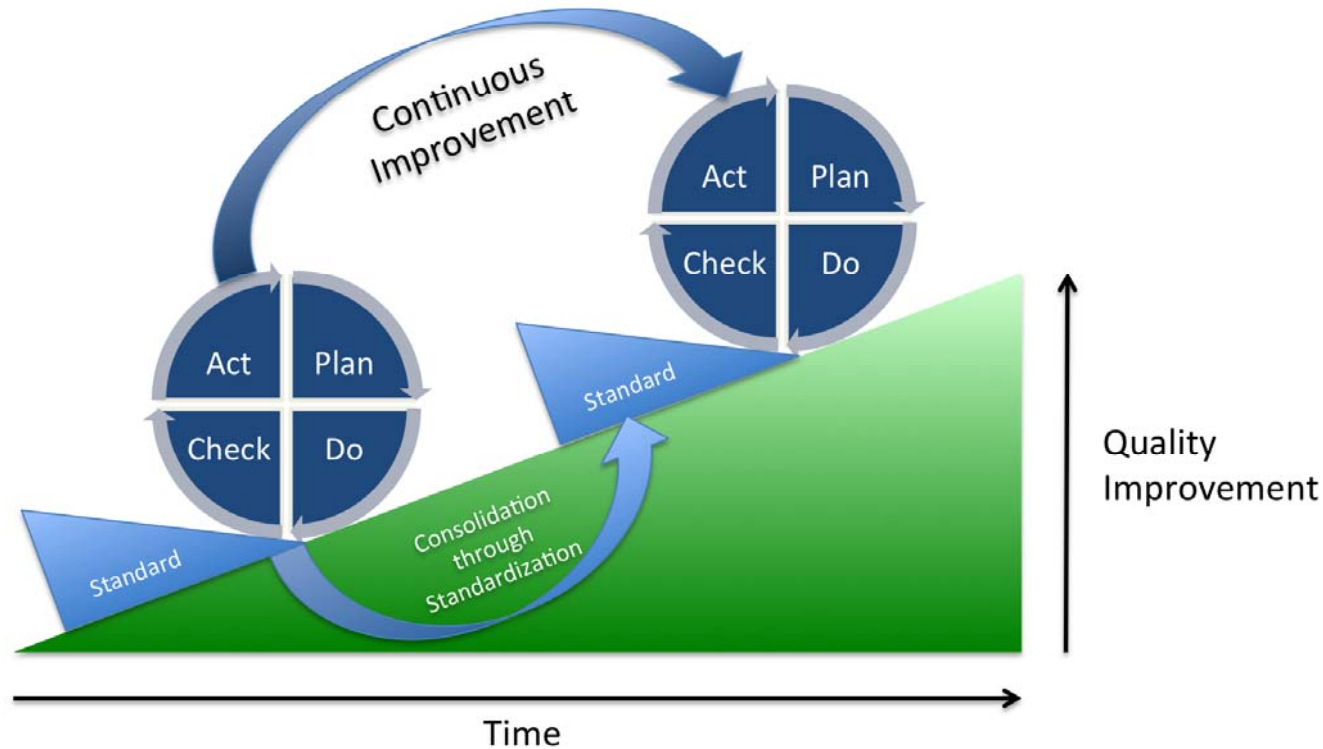 Continuous
Improvement
Act
Plan
Check
Do
Act
Plan
Check
Do
Standard
Standard
Consolidation
through
Standardization
Quality
Improvement
Time